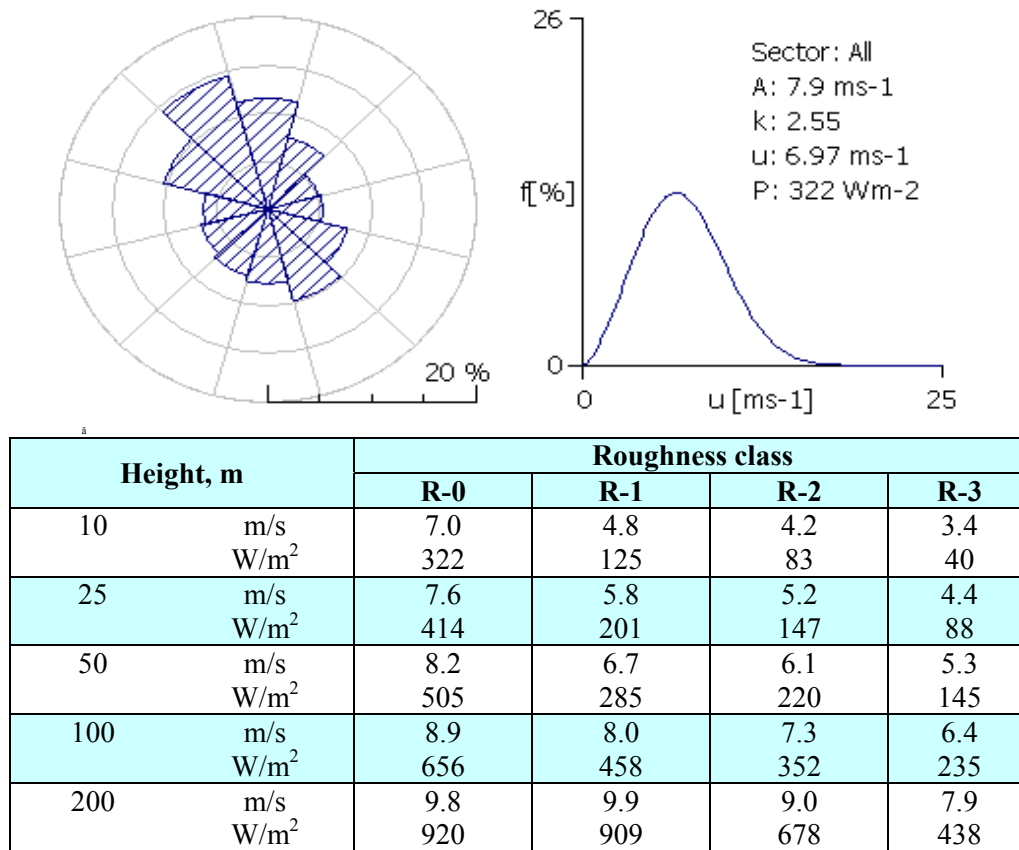 20 %
26
f[%]
0
0
u [ms-1]
25
Sector: All
A: 7.9 ms-1
k: 2.55
u: 6.97 ms-1
P: 322 Wm-2
Height, m Roughness class
R-0 R-1 R-2 R-3
10 m/s 7.0 4.8 4.2 3.4
W/m² 322 125 83 40
25 m/s 7.6 5.8 5.2 4.4
W/m² 414 201 147 88
50 m/s 8.2 6.7 6.1 5.3
W/m² 505 285 220 145
100 m/s 8.9 8.0 7.3 6.4
W/m² 656 458 352 235
200 m/s 9.8 9.9 9.0 7.9
W/m² 920 909 678 438